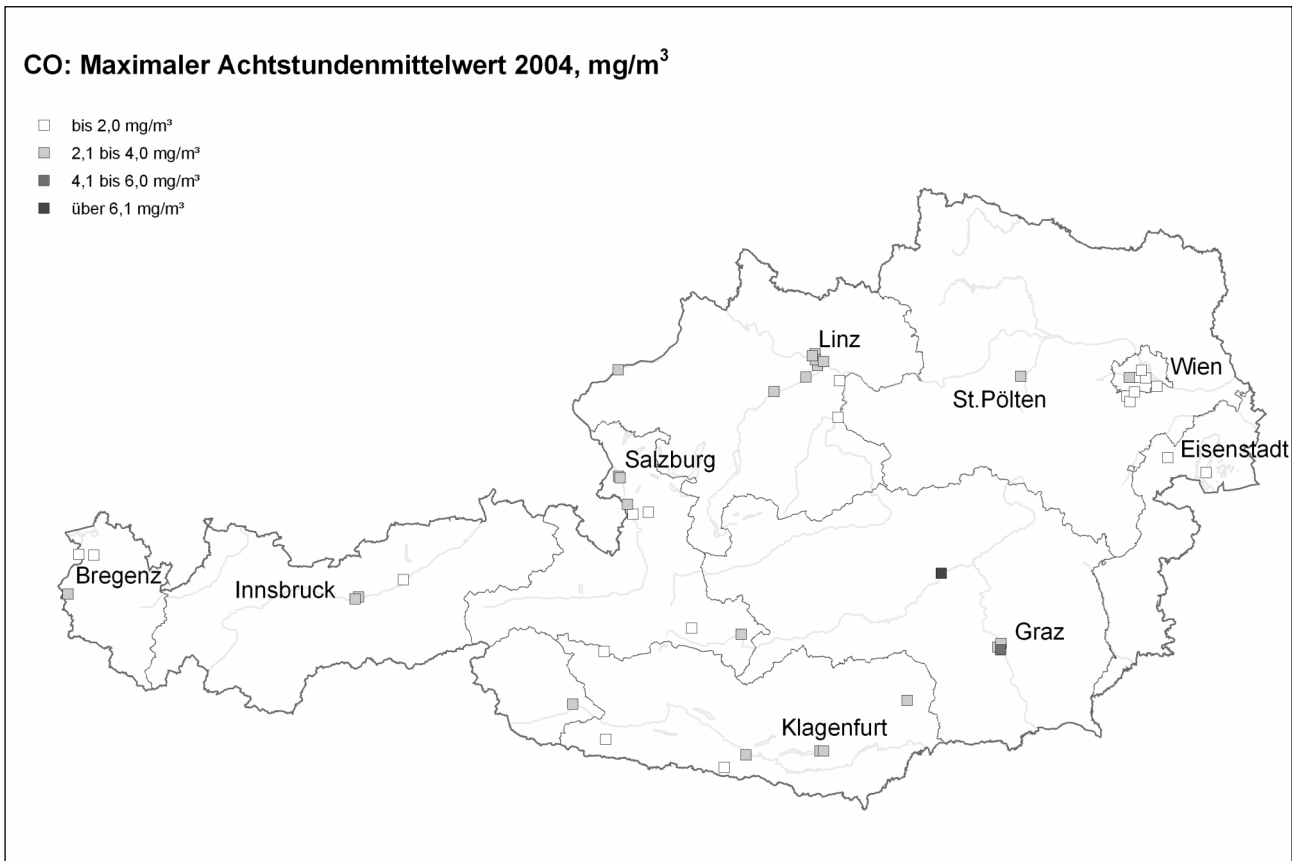 CO: Maximaler Achtstundenmittelwert 2004, mg/m³
bis 2,0 mg/m³
2,1 bis 4,0 mg/m³
4,1 bis 6,0 mg/m³
über 6,1 mg/m³
Linz
Wien
St.Pölten
Eisenstadt
Salzburg
Bregenz
Innsbruck
Graz
Klagenfurt